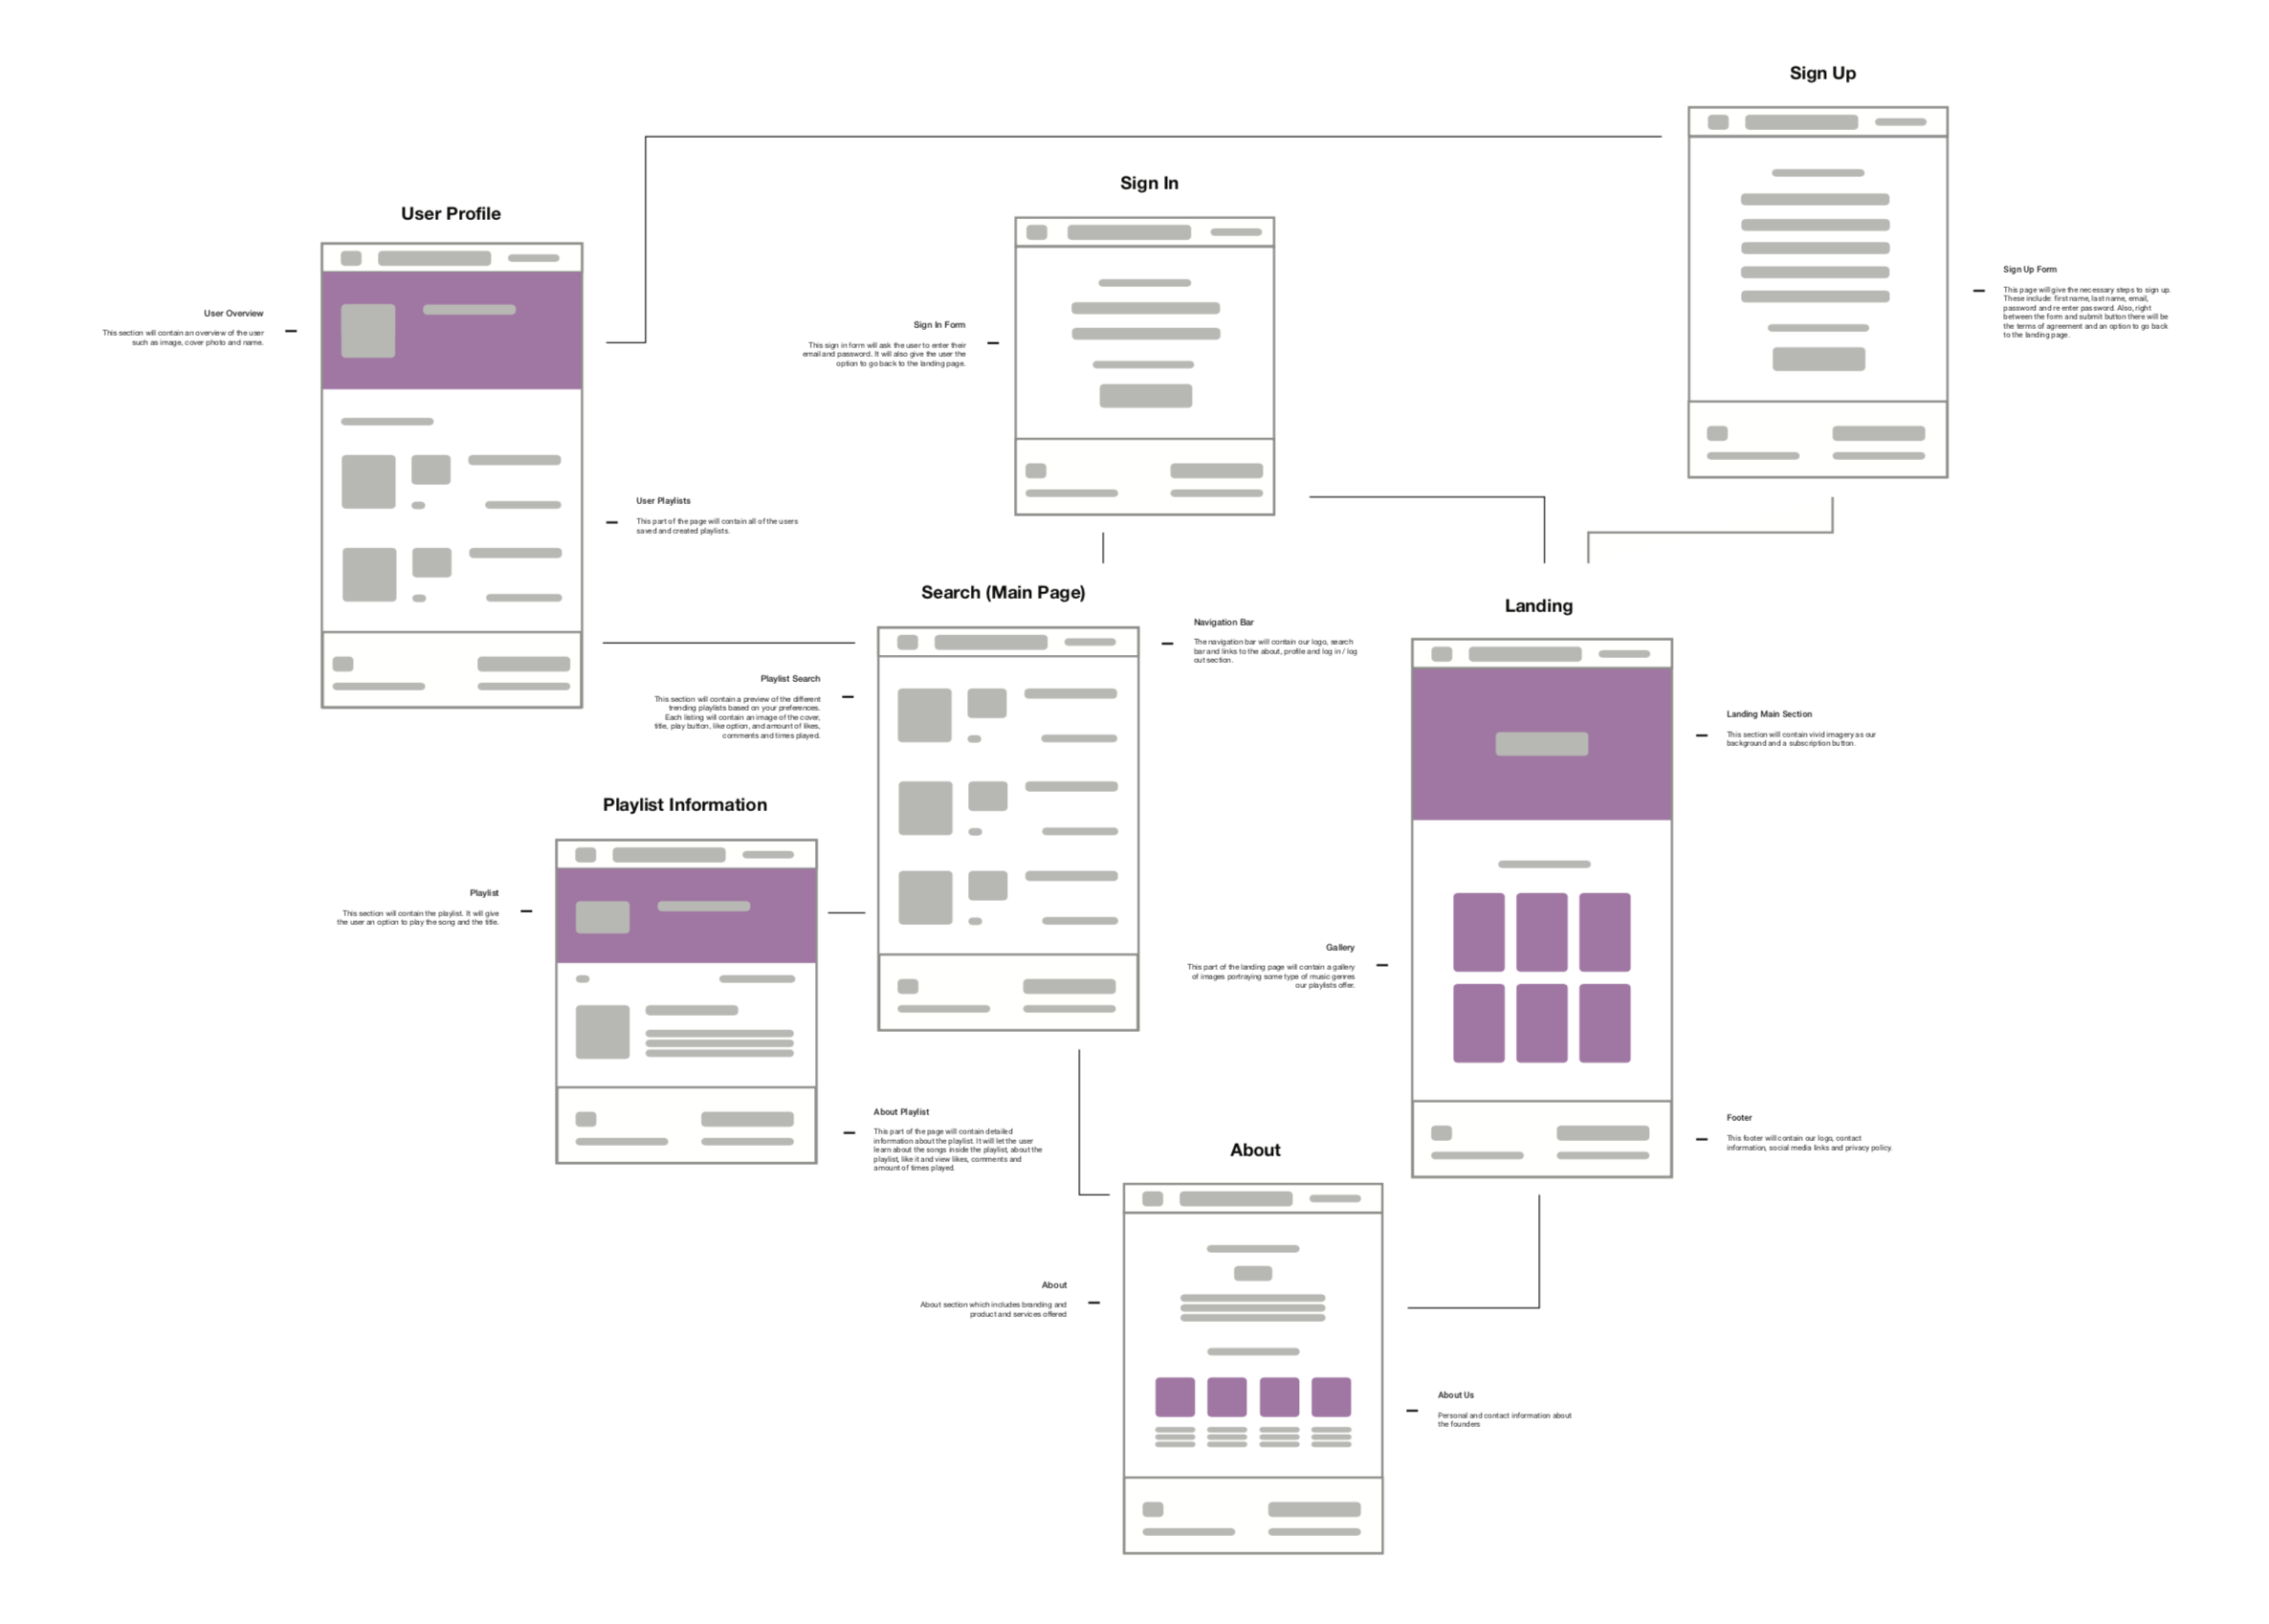 Sign Up
Sign In
User Profile
Sign Up Form
This page will give the necessary steps to sign up.
These include: first name, last name, email,
password and re enter password. Also, right
between the form and submit button there will be
the terms of agreement and an option to go back
to the landing page.
User Overview
This section will contain an overview of the user
such as image, cover photo and name.
Sign In Form
This sign in form will ask the user to enter their
email and password. It will also give the user the
option to go back to the landing page.
User Playlists
This part of the page will contain all of the users
saved and created playlists.
Search (Main Page)
Landing
Navigation Bar
The navigation bar will contain our logo, search
bar and links to the about, profile and log in / log
out section.
Playlist Search
This section will contain a preview of the different
trending playlists based on your preferences.
Each listing will contain an image of the cover,
title, play button, like option, and amount of likes,
comments and times played.
Landing Main Section
This section will contain vivid imagery as our
background and a subscription button.
Playlist Information
Playlist
This section will contain the playlist. It will give
the user an option to play the song and the title.
Gallery
This part of the landing page will contain a gallery
of images portraying some type of music genres
our playlists offer.
About Playlist
This part of the page will contain detailed
information about the playlist. It will let the user
learn about the songs inside the playlist, about the
playlist, like it and view likes, comments and
amount of times played.
Footer
This footer will contain our logo, contact
information, social media links and privacy policy.
About
About
About section which includes branding and
product and services offered
About Us
Personal and contact information about
the founders